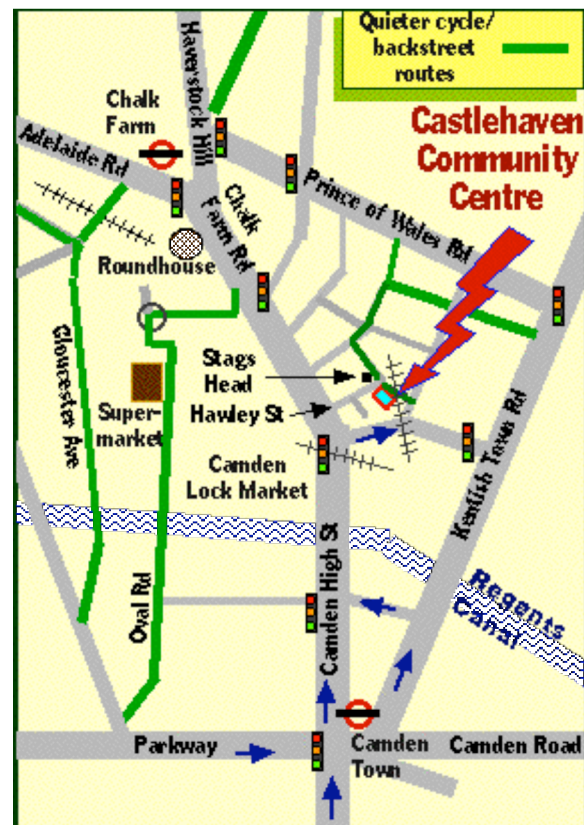 Quieter cycle/
backstreet
routes
Haverstock Hill
Chalk
Farm
Castlehaven
Community
Centre
Adelaide Rd
Prince of Wales Rd
Chalk
Farm Rd
Roundhouse
Gloucester Ave
Stags
Head
Super-
market
Hawley St
Kentish Town Rd
Camden
Lock Market
Camden High St
Oval Rd
Regents
Canal
Parkway
Camden
Town
Camden Road